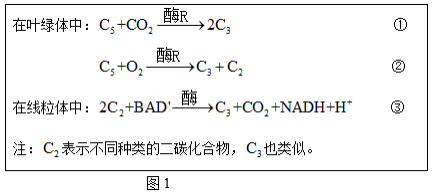 在叶绿体中：C₅+CO₂ 酶R→ 2C₃ ①
C₅+O₂ 酶R→ C₃+C₂ ②
在线粒体中：2C₂+BAD' 酶→ C₃+CO₂+NADH+H⁺ ③
注：C₂表示不同种类的二碳化合物，C₃也类似。
图1